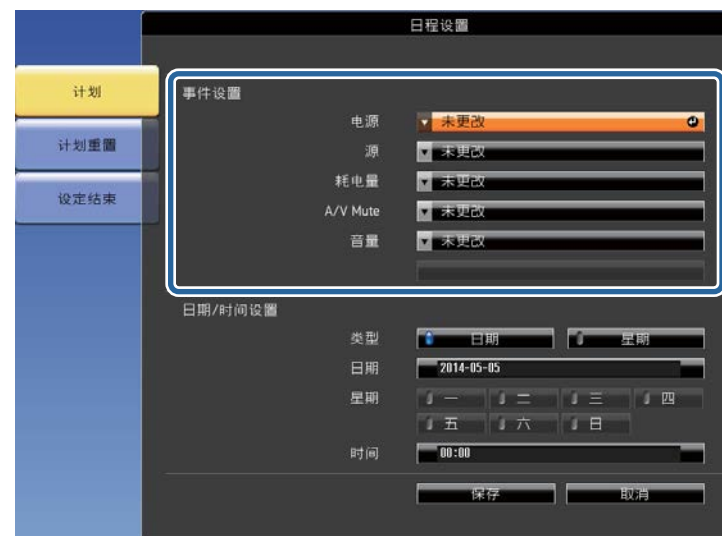 日程设置
计划
计划重置
设定结束
事件设置
电源 未更改
源 未更改
耗电量 未更改
A/V Mute 未更改
音量 未更改
日期/时间设置
类型 日期 星期
日期 2014-05-05
星期 一 二 三 四
五 六 日
时间 00:00
保存 取消